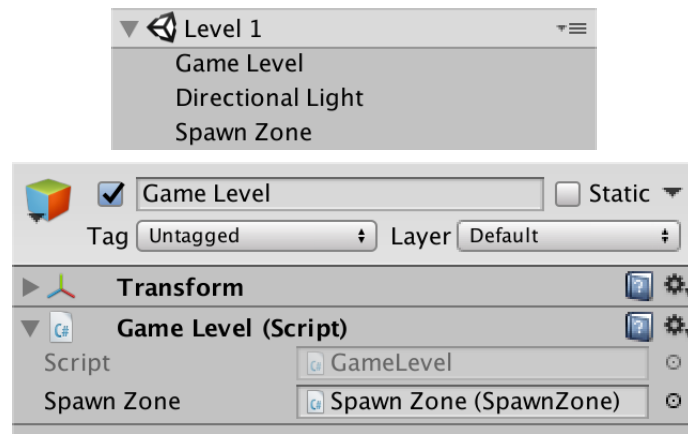 Level 1
Game Level
Directional Light
Spawn Zone
Game Level Static
Tag Untagged Layer Default
Transform
C# Game Level (Script)
Script GameLevel
Spawn Zone Spawn Zone (SpawnZone)